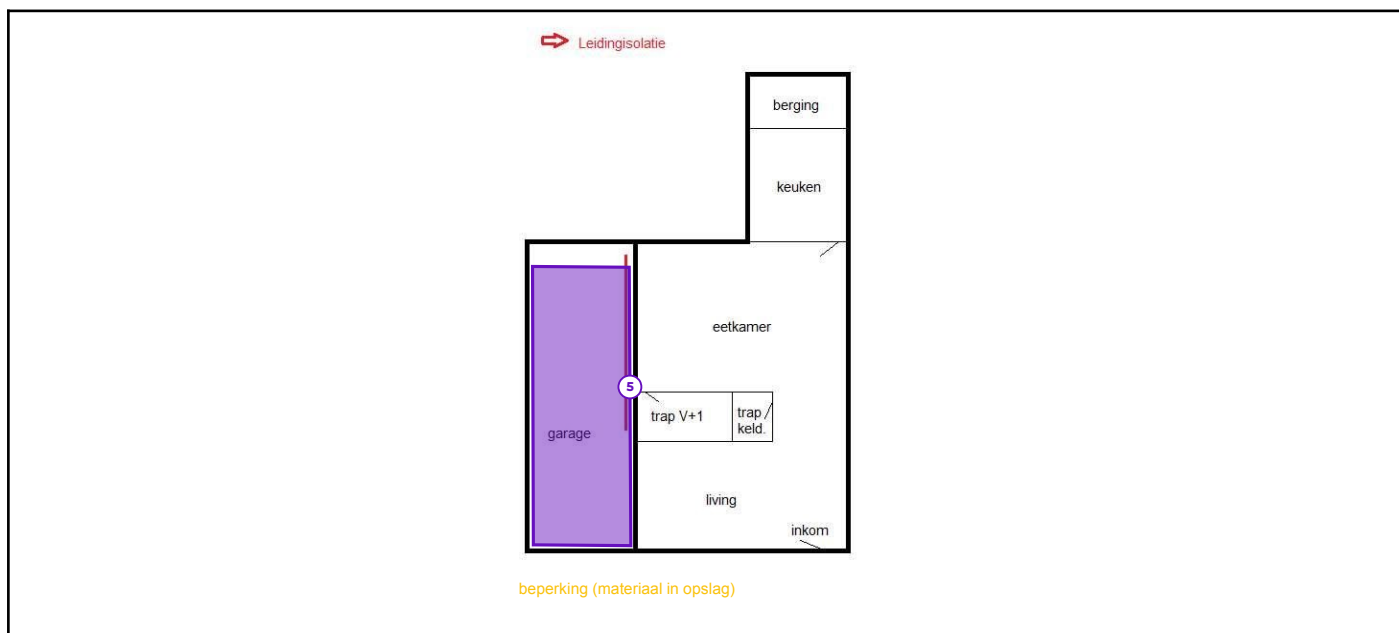 Leidingisolatie
berging
keuken
eetkamer
5
trap V+1
trap
keld.
garage
living
inkom
beperking (materiaal in opslag)